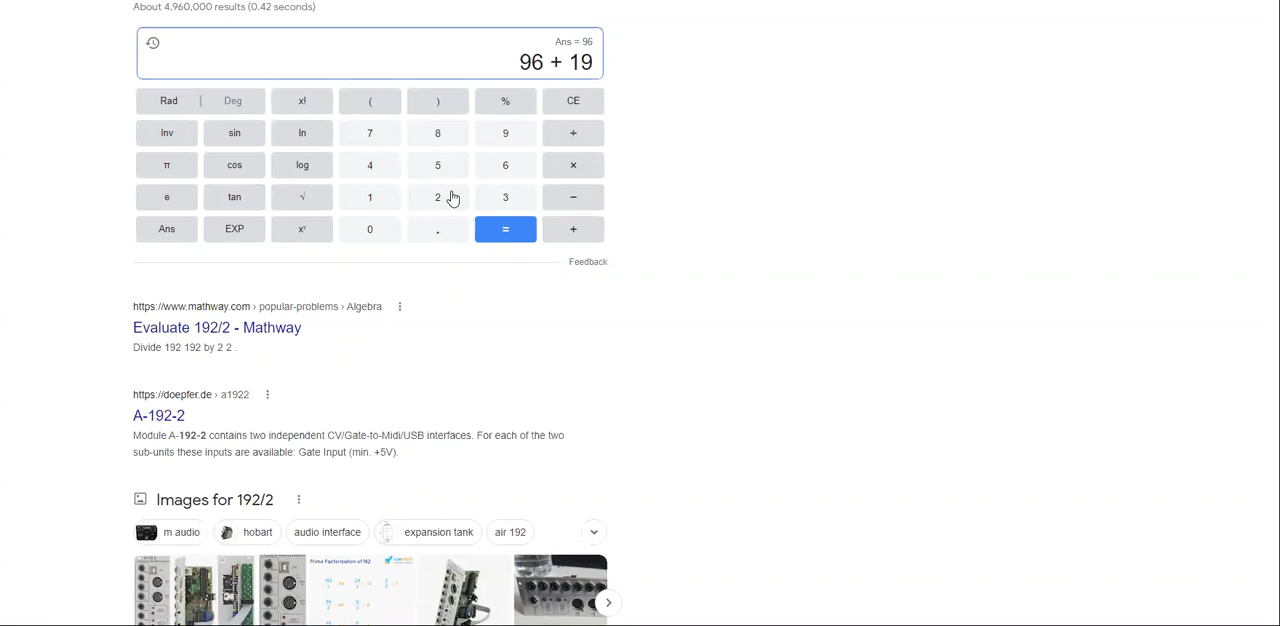 About 4,960,000 results (0.42 seconds)
Ans = 96
96 + 19
Rad | Deg x! ( ) % CE
Inv sin ln 7 8 9 ÷
π cos log 4 5 6 ×
e tan √ 1 2 3 −
Ans EXP xʸ 0 . = +
Feedback
https://www.mathway.com › popular-problems › Algebra
Evaluate 192/2 - Mathway
Divide 192 192 by 2 2 .
https://doepfer.de › a1922
A-192-2
Module A-192-2 contains two independent CV/Gate-to-Midi/USB interfaces. For each of the two
sub-units these inputs are available: Gate Input (min. +5V).
Images for 192/2
m audio hobart audio interface expansion tank air 192
Prime Factorization of 192